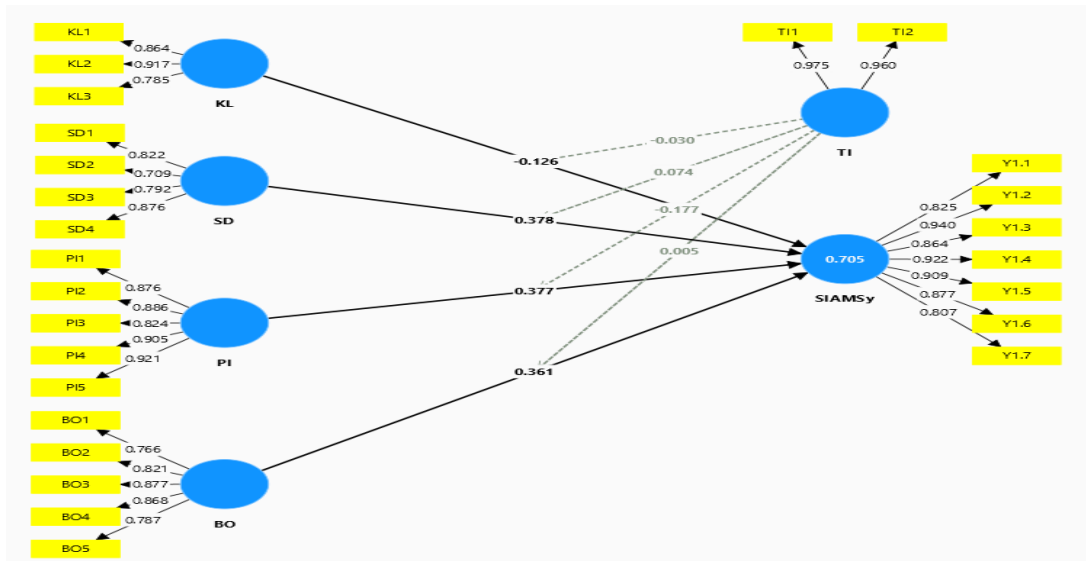 KL1
KL2
KL3
0.864
0.917
0.785
KL
SD1
SD2
SD3
SD4
0.822
0.709
0.792
0.876
SD
PI1
PI2
PI3
PI4
PI5
0.876
0.886
0.824
0.905
0.921
PI
BO1
BO2
BO3
BO4
BO5
0.766
0.821
0.877
0.868
0.787
BO
-0.126
0.378
0.377
0.361
-0.030
0.074
-0.177
0.005
TI1
TI2
0.975
0.960
TI
0.705
SIAMSy
0.825
0.940
0.864
0.922
0.909
0.877
0.807
Y1.1
Y1.2
Y1.3
Y1.4
Y1.5
Y1.6
Y1.7